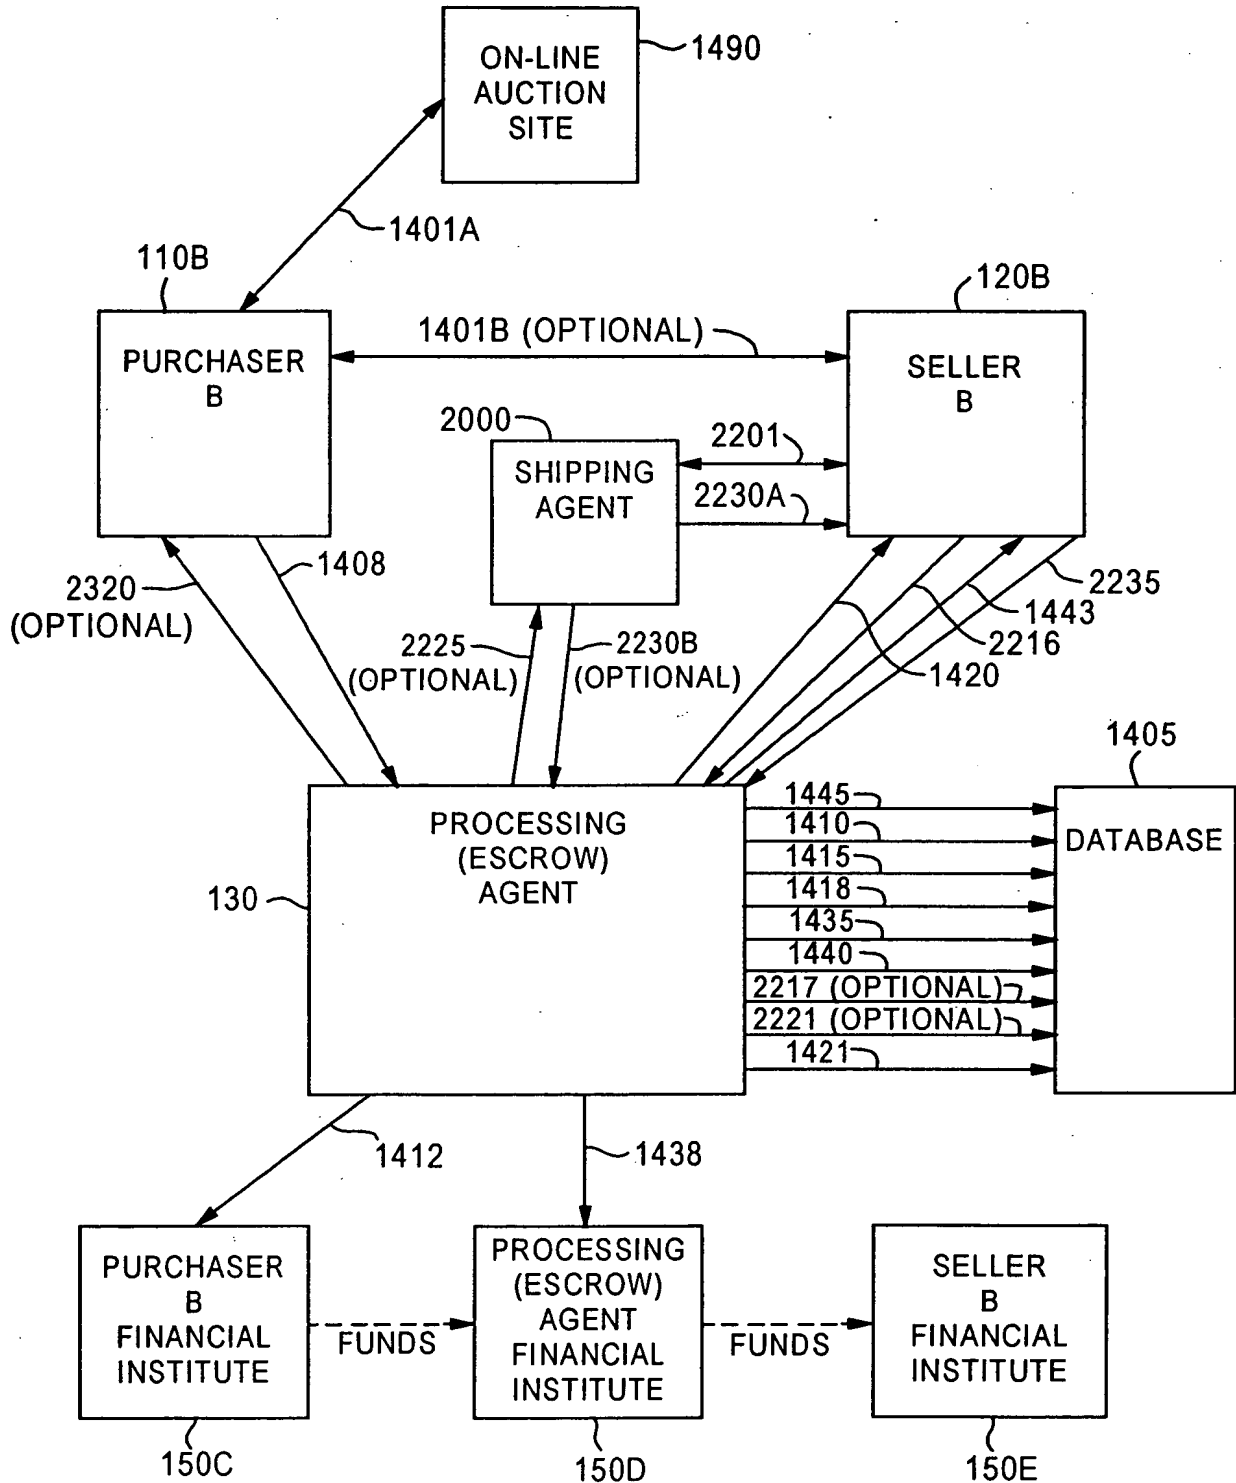 ON-LINE
AUCTION
SITE
1490
1401A
110B
120B
PURCHASER
B
1401B (OPTIONAL)
SELLER
B
2000
SHIPPING
AGENT
2201
2230A
2320
(OPTIONAL)
1408
2225
(OPTIONAL)
2230B
(OPTIONAL)
2235
1443
2216
1420
1405
PROCESSING
(ESCROW)
AGENT
130
1445
1410
1415
1418
1435
1440
2217 (OPTIONAL)
2221 (OPTIONAL)
1421
DATABASE
1412
1438
PURCHASER
B
FINANCIAL
INSTITUTE
FUNDS
PROCESSING
(ESCROW)
AGENT
FINANCIAL
INSTITUTE
FUNDS
SELLER
B
FINANCIAL
INSTITUTE
150C
150D
150E